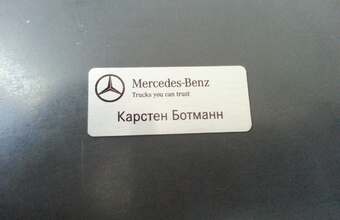 Mercedes-Benz
Trucks you can trust
Карстен Ботманн